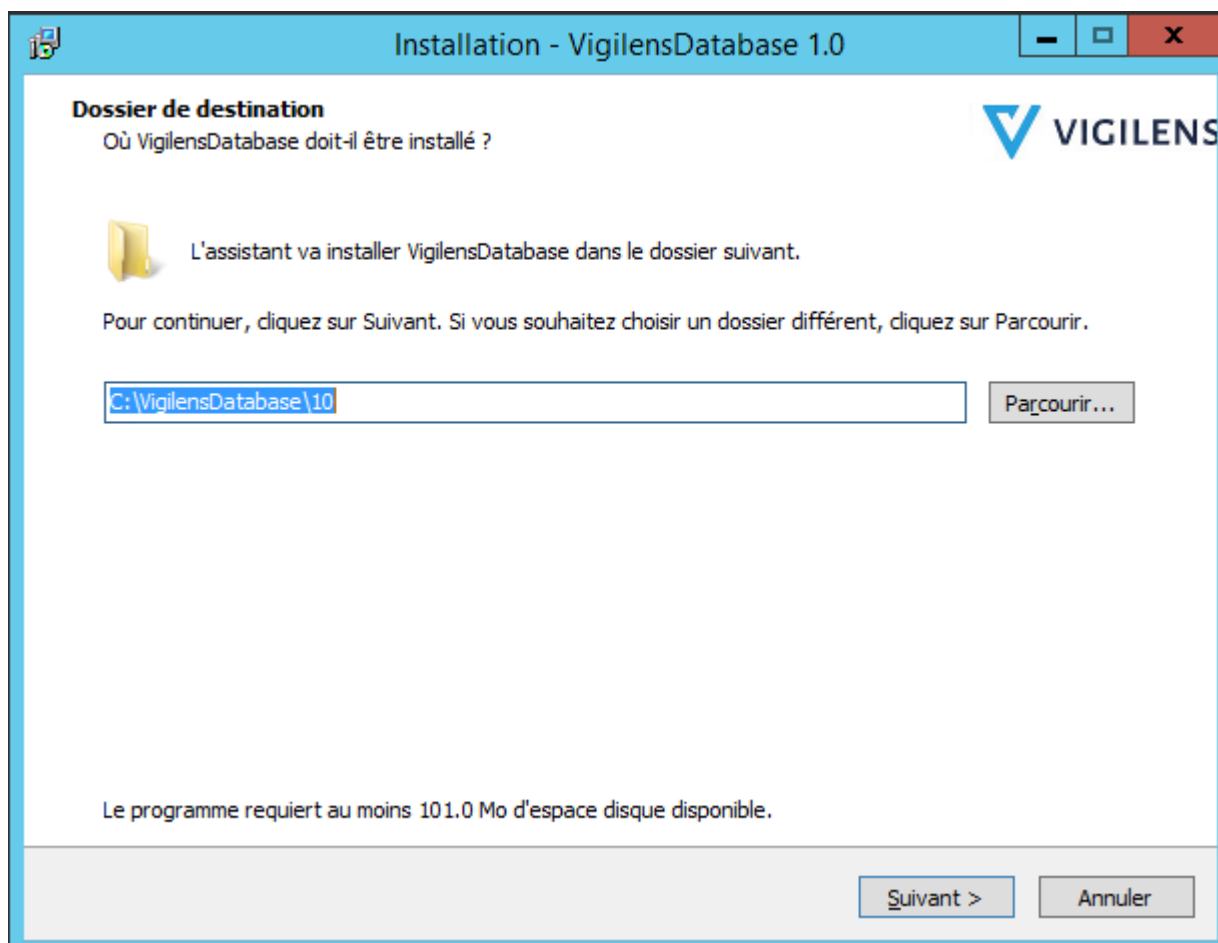 Installation - VigilensDatabase 1.0
Dossier de destination
Où VigilensDatabase doit-il être installé ?
VIGILENS
L'assistant va installer VigilensDatabase dans le dossier suivant.
Pour continuer, cliquez sur Suivant. Si vous souhaitez choisir un dossier différent, cliquez sur Parcourir.
C:\VigilensDatabase\10
Parcourir...
Le programme requiert au moins 101.0 Mo d'espace disque disponible.
Suivant >
Annuler